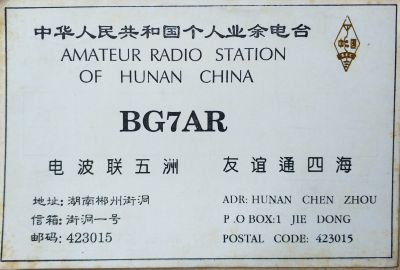 中华人民共和国个人业余电台
AMATEUR RADIO STATION
OF HUNAN CHINA
BG7AR
电波联五洲 友谊通四海
地址: 湖南郴州街洞
信箱: 街洞一号
邮码: 423015
ADR: HUNAN CHEN ZHOU
P.O BOX:1 JIE DONG
POSTAL CODE: 423015